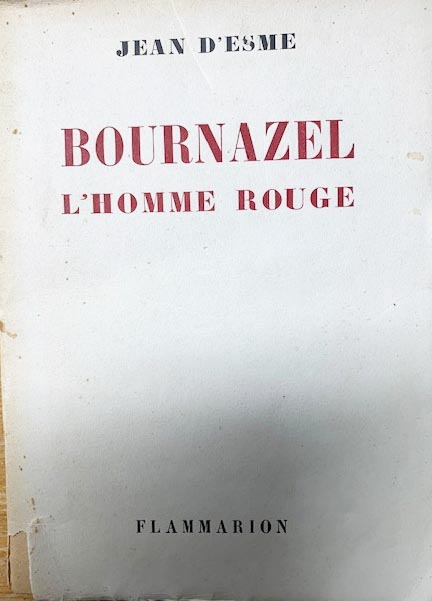 JEAN D'ESME
BOURNAZEL
L'HOMME ROUGE
FLAMMARION